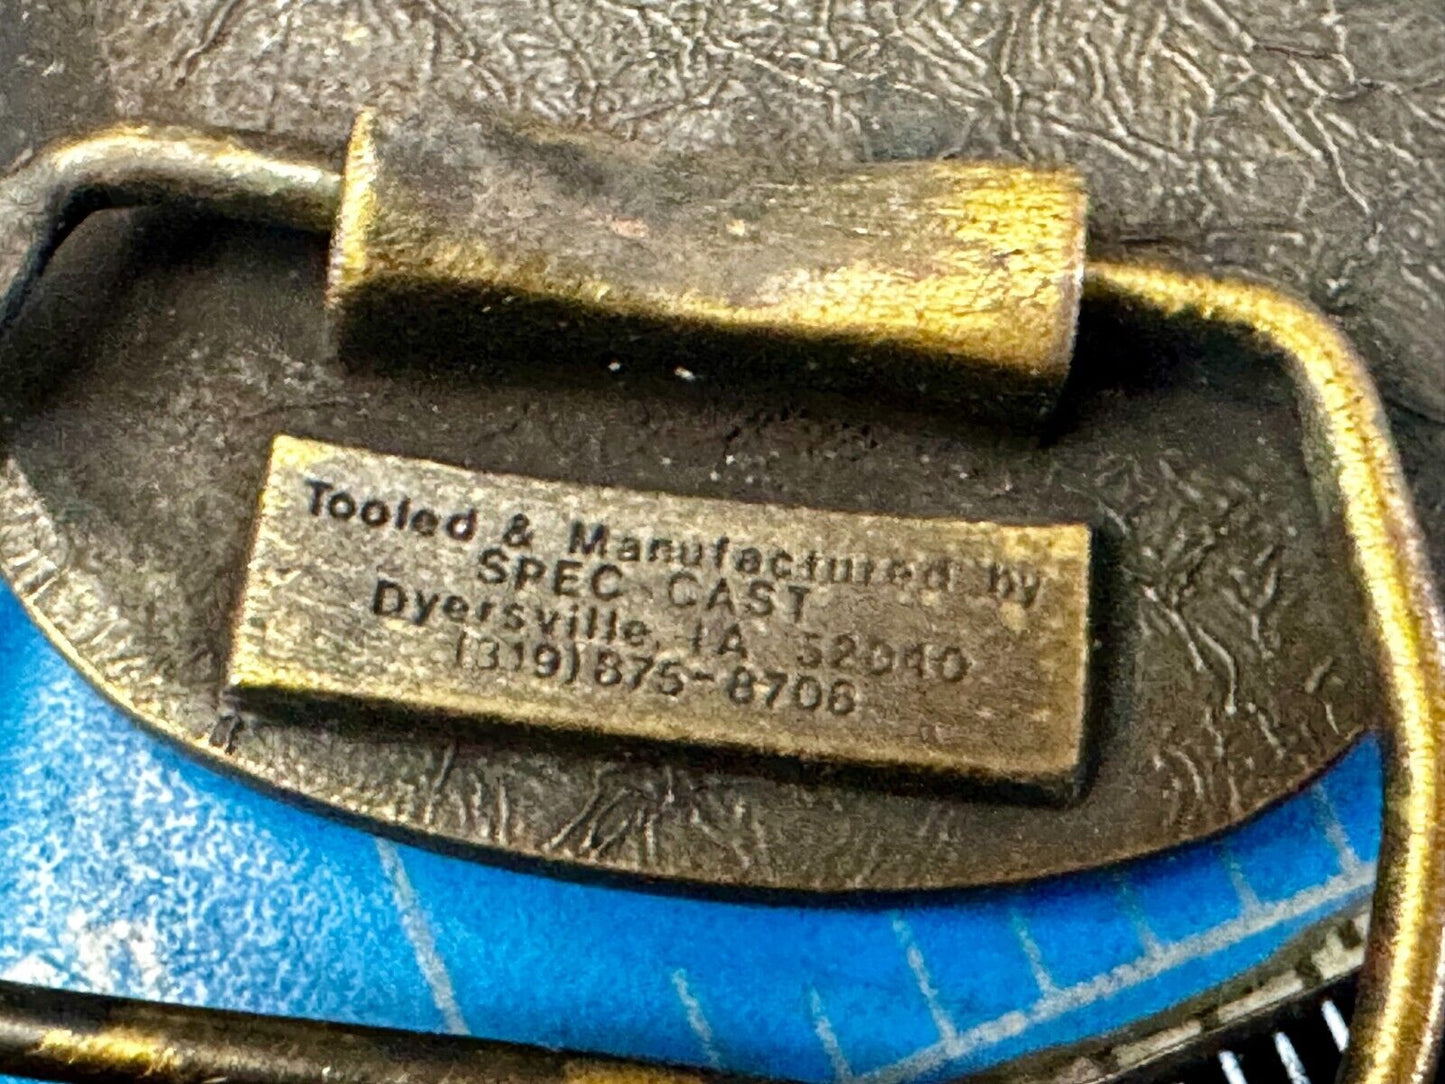 Tooled & Manufactured by
SPEC CAST
Dyersville, IA 52040
(319) 875-8706